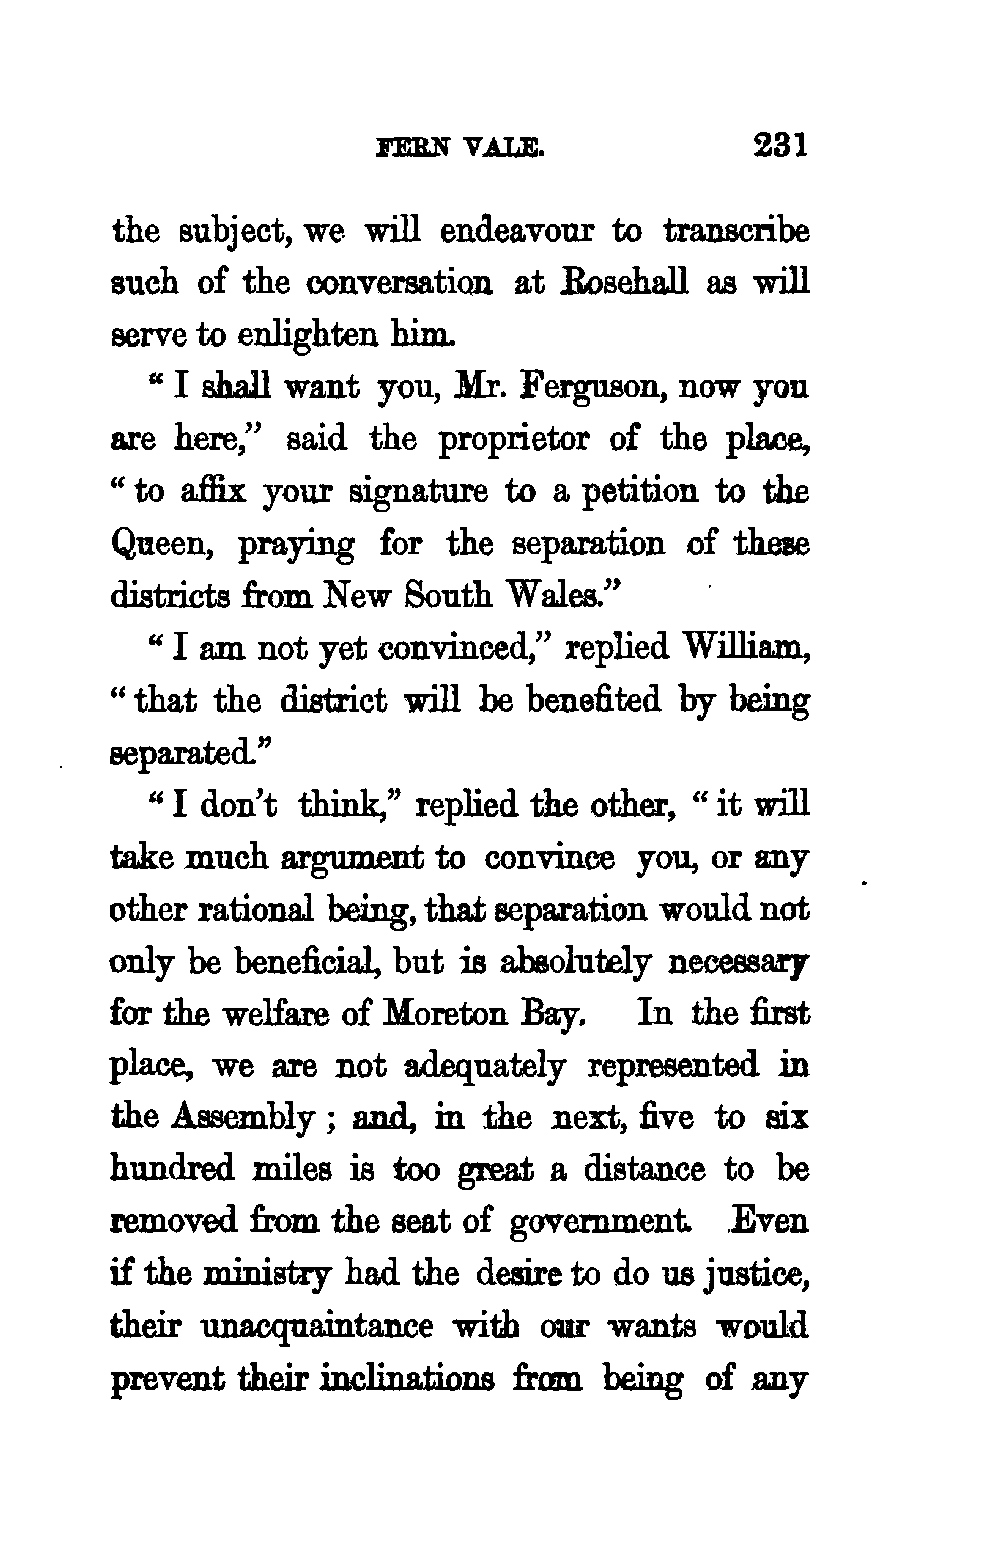 FERN VALE. 231
the subject, we will endeavour to transcribe
such of the conversation at Rosehall as will
serve to enlighten him.
“ I shall want you, Mr. Ferguson, now you
are here,” said the proprietor of the place,
“ to affix your signature to a petition to the
Queen, praying for the separation of these
districts from New South Wales.”
“ I am not yet convinced,” replied William,
“ that the district will be benefited by being
separated.”
“ I don’t think,” replied the other, “ it will
take much argument to convince you, or any
other rational being, that separation would not
only be beneficial, but is absolutely necessary
for the welfare of Moreton Bay. In the first
place, we are not adequately represented in
the Assembly ; and, in the next, five to six
hundred miles is too great a distance to be
removed from the seat of government. Even
if the ministry had the desire to do us justice,
their unacquaintance with our wants would
prevent their inclinations from being of any